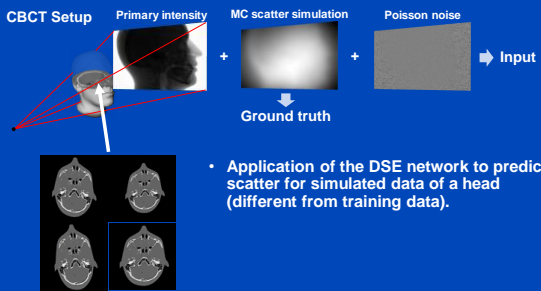 CBCT Setup
Primary intensity
MC scatter simulation
Poisson noise
+
+
Input
Ground truth
• Application of the DSE network to predic
scatter for simulated data of a head
(different from training data).